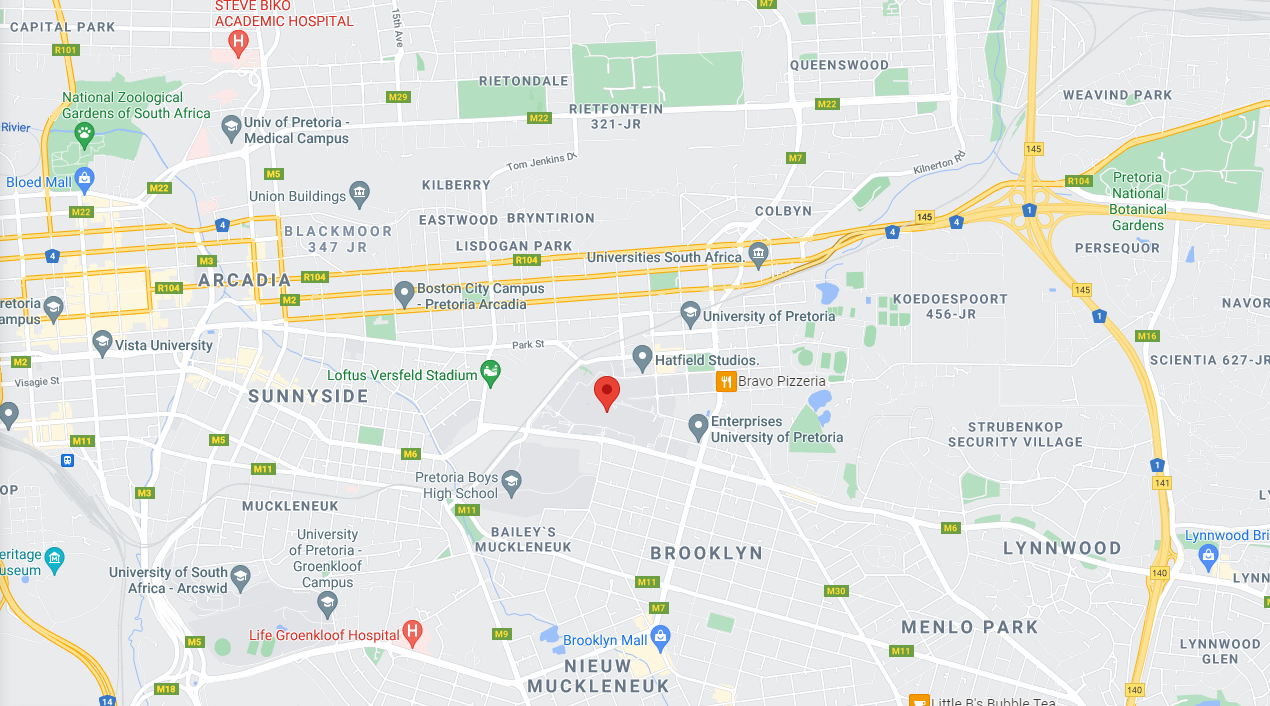 STEVE BIKO
ACADEMIC HOSPITAL
M7
CAPITAL PARK
15th Ave
R101
H
QUEENSWOOD
RIETONDALE
WEAVIND PARK
National Zoological
Gardens of South Africa
M29
M22
RIETFONTEIN
321-JR
M22
Rivier
Univ of Pretoria -
Medical Campus
145
Tom Jenkins Dr
M7
Kilnerton Rd
M5
Bloed Mall
M22
KILBERRY
R104
Pretoria
National
Botanical
Gardens
Union Buildings
M22
EASTWOOD
BRYNTIRION
COLBYN
145
4
1
4
BLACKMOOR
347 JR
4
LISDOGAN PARK
PERSEQUOR
4
M3
R104
Universities South Africa.
ARCADIA
R104
R104
Boston City Campus
- Pretoria Arcadia
145
M2
KOEDOESPOORT
456-JR
NAVOR
retoria
ampus
University of Pretoria
1
M16
Vista University
Park St
Hatfield Studios.
SCIENTIA 627-JR
M2
Visagie St
Loftus Versfeld Stadium
Bravo Pizzeria
SUNNYSIDE
Enterprises
University of Pretoria
STRUBENKOP
SECURITY VILLAGE
M11
M5
M6
M11
1
Pretoria Boys
High School
141
OP
M3
MUCKLENEUK
M11
M6
BAILEY`S
MUCKLENEUK
University
of Pretoria -
Groenkloof
Campus
BROOKLYN
LYNNWOOD
Lynnwood Bri
eritage
useum
University of South
Africa - Arcswid
M11
140
LYNN
M30
M7
MENLO PARK
Life Groenkloof Hospital
H
M9
Brooklyn Mall
M5
M11
LYNNWOOD
GLEN
NIEUW
MUCKLENEUK
M18
140
14
Little B's Bubble Tea